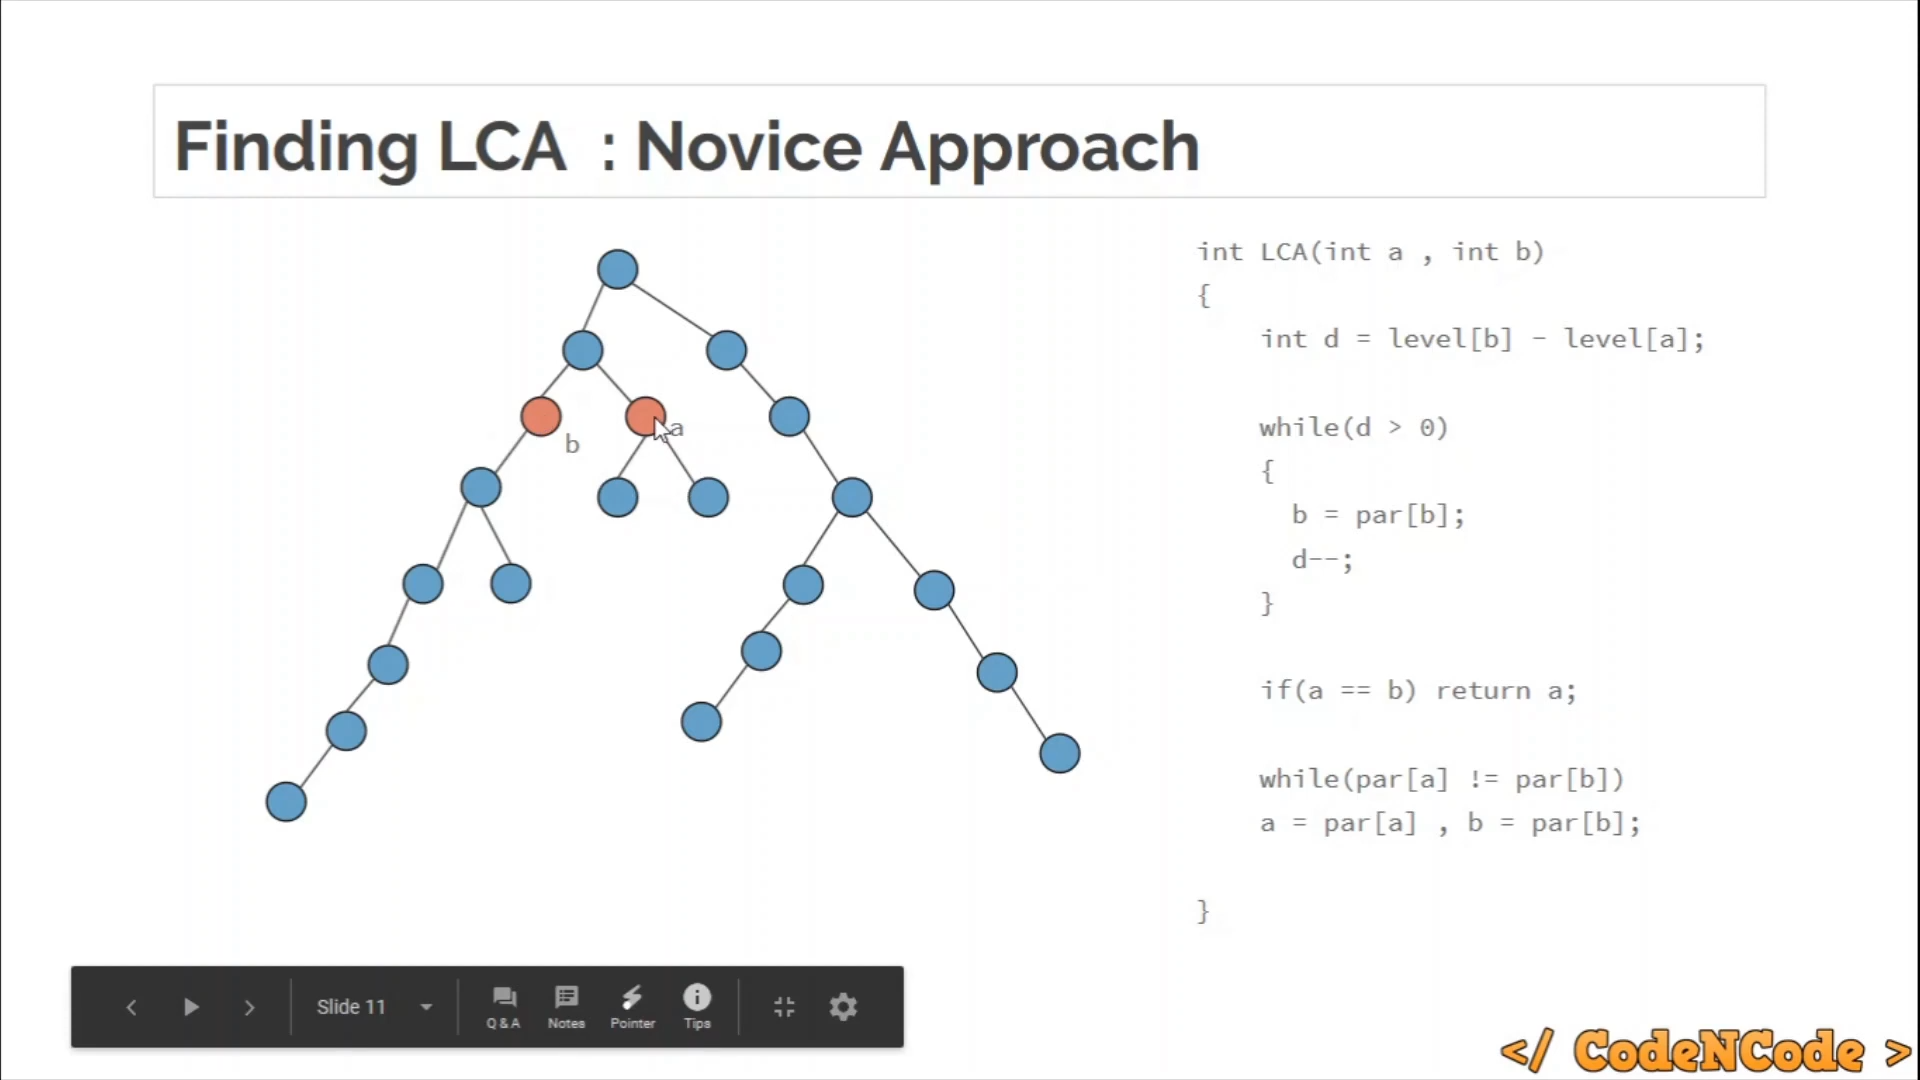 Finding LCA : Novice Approach
b
a
int LCA(int a , int b)
{
int d = level[b] - level[a];
while(d > 0)
{
b = par[b];
d--;
}
if(a == b) return a;
while(par[a] != par[b])
a = par[a] , b = par[b];
}
Slide 11
Q & A
Notes
Pointer
Tips
</ CodeNCode >